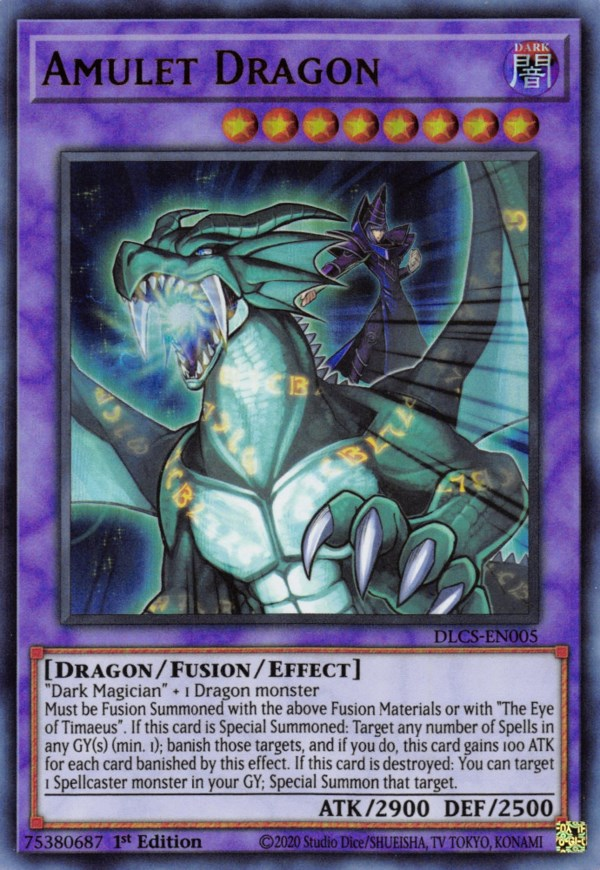 AMULET DRAGON
DARK
闇
DLCS-EN005
[DRAGON/FUSION/EFFECT]
"Dark Magician" + 1 Dragon monster
Must be Fusion Summoned with the above Fusion Materials or with "The Eye
of Timaeus". If this card is Special Summoned: Target any number of Spells in
any GY(s) (min. 1); banish those targets, and if you do, this card gains 100 ATK
for each card banished by this effect. If this card is destroyed: You can target
1 Spellcaster monster in your GY; Special Summon that target.
ATK/2900 DEF/2500
75380687 1st Edition ©2020 Studio Dice/SHUEISHA, TV TOKYO, KONAMI